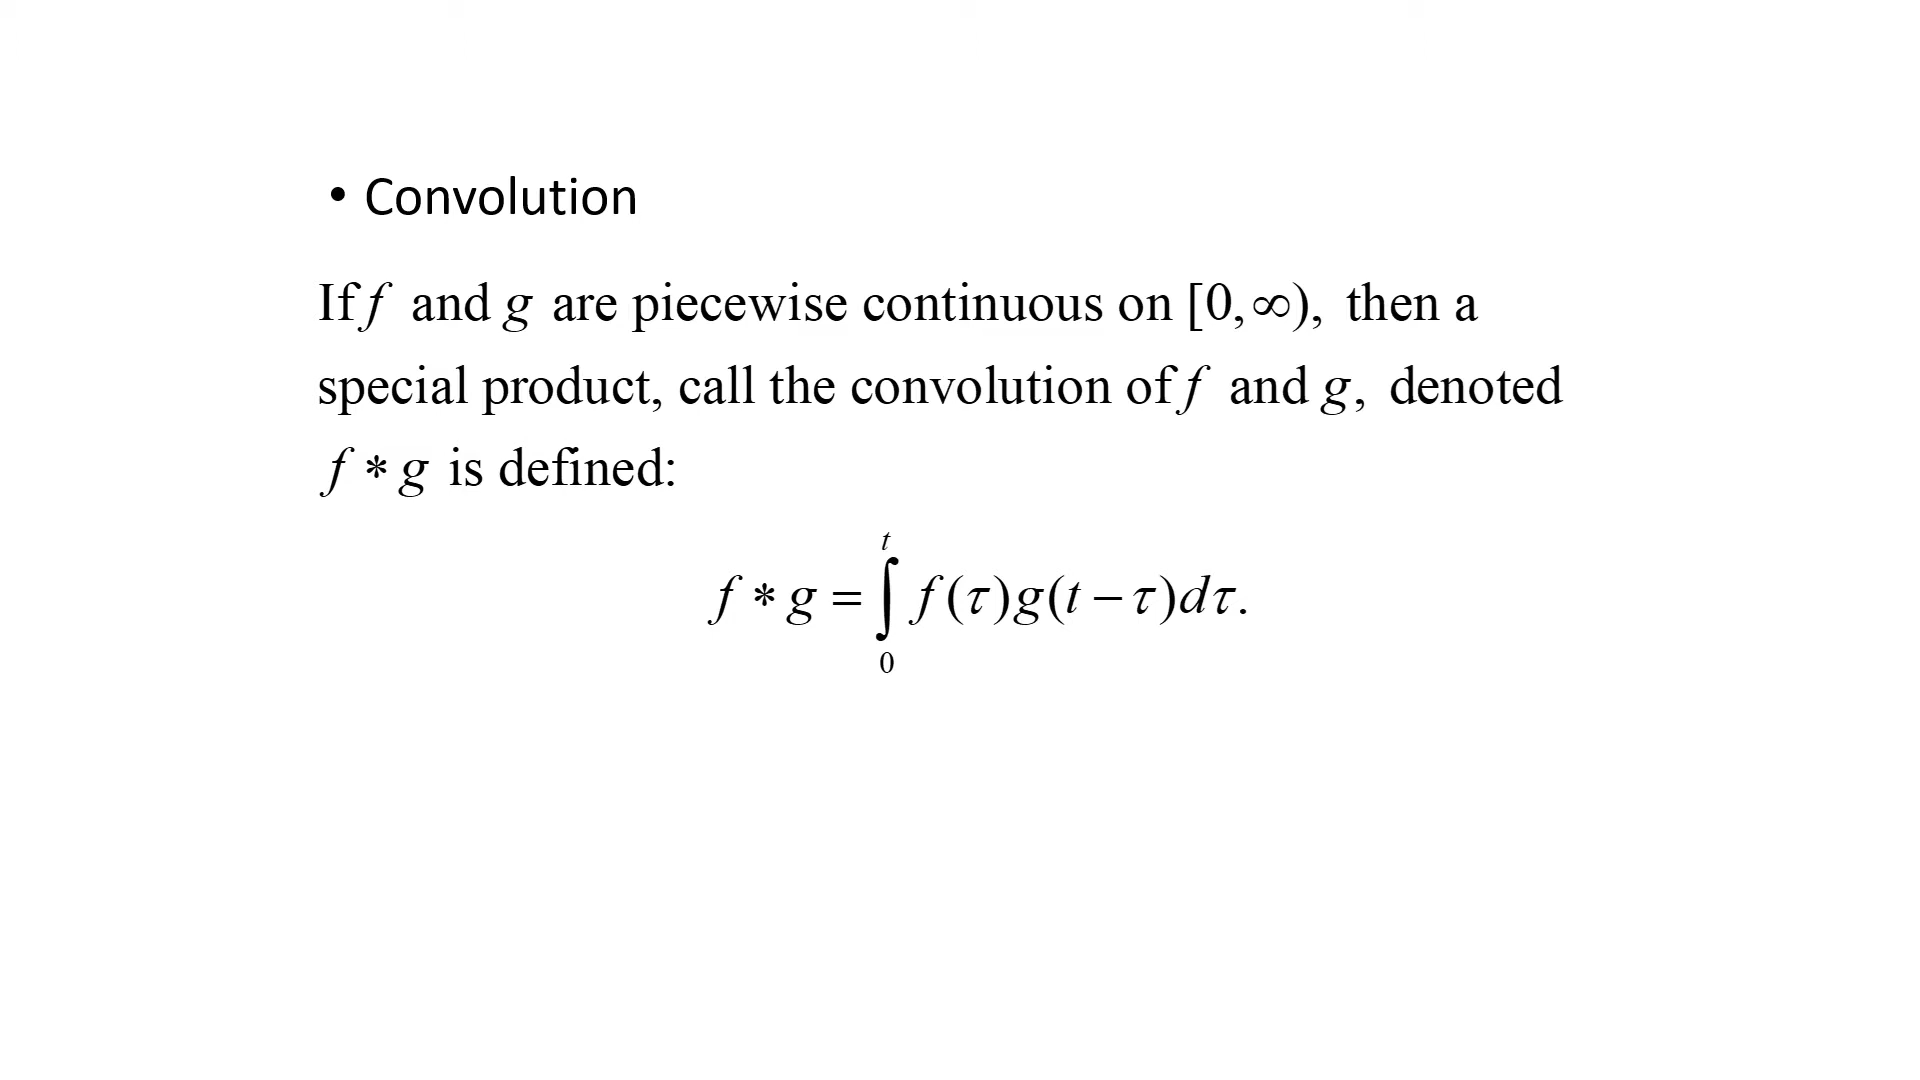 • Convolution
If f and g are piecewise continuous on [0,∞), then a
special product, call the convolution of f and g, denoted
f ∗ g is defined:
f ∗ g = ∫₀ᵗ f(τ)g(t − τ)dτ.